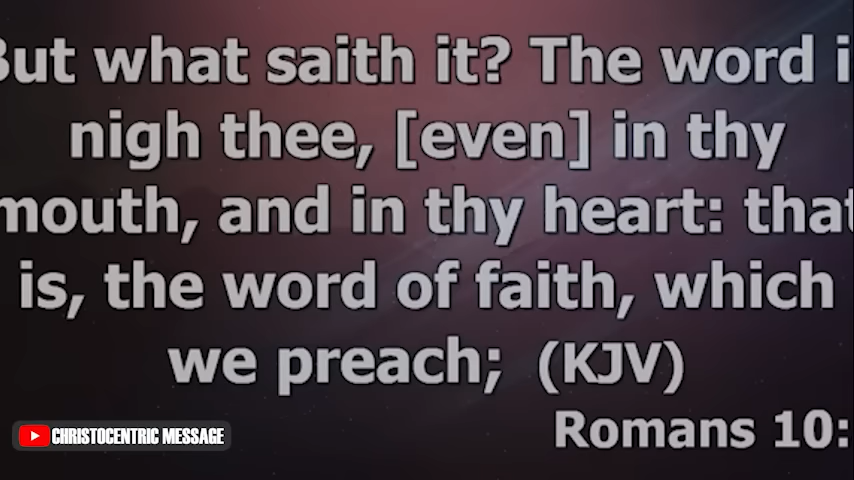 But what saith it? The word i
nigh thee, [even] in thy
mouth, and in thy heart: that
is, the word of faith, which
we preach; (KJV)
Romans 10:
CHRISTOCENTRIC MESSAGE